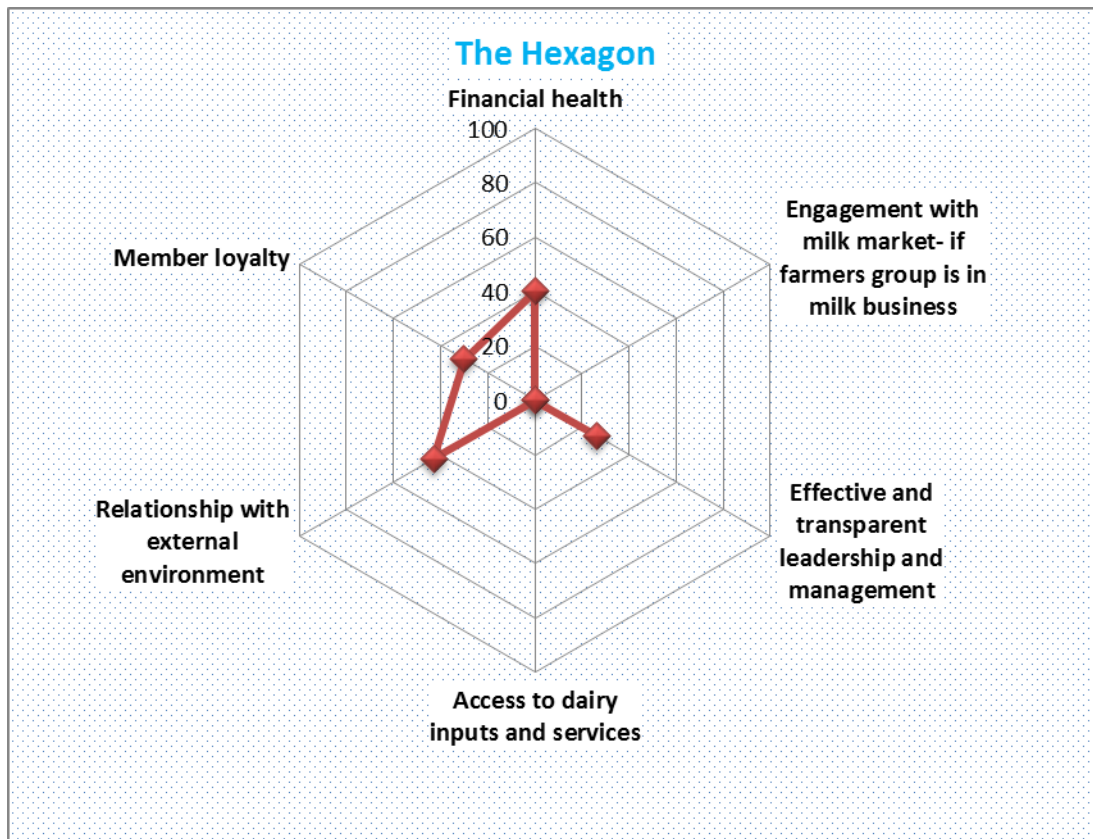 The Hexagon
Financial health
100
80
60
40
20
0
Engagement with
milk market- if
farmers group is in
milk business
Effective and
transparent
leadership and
management
Access to dairy
inputs and services
Relationship with
external
environment
Member loyalty